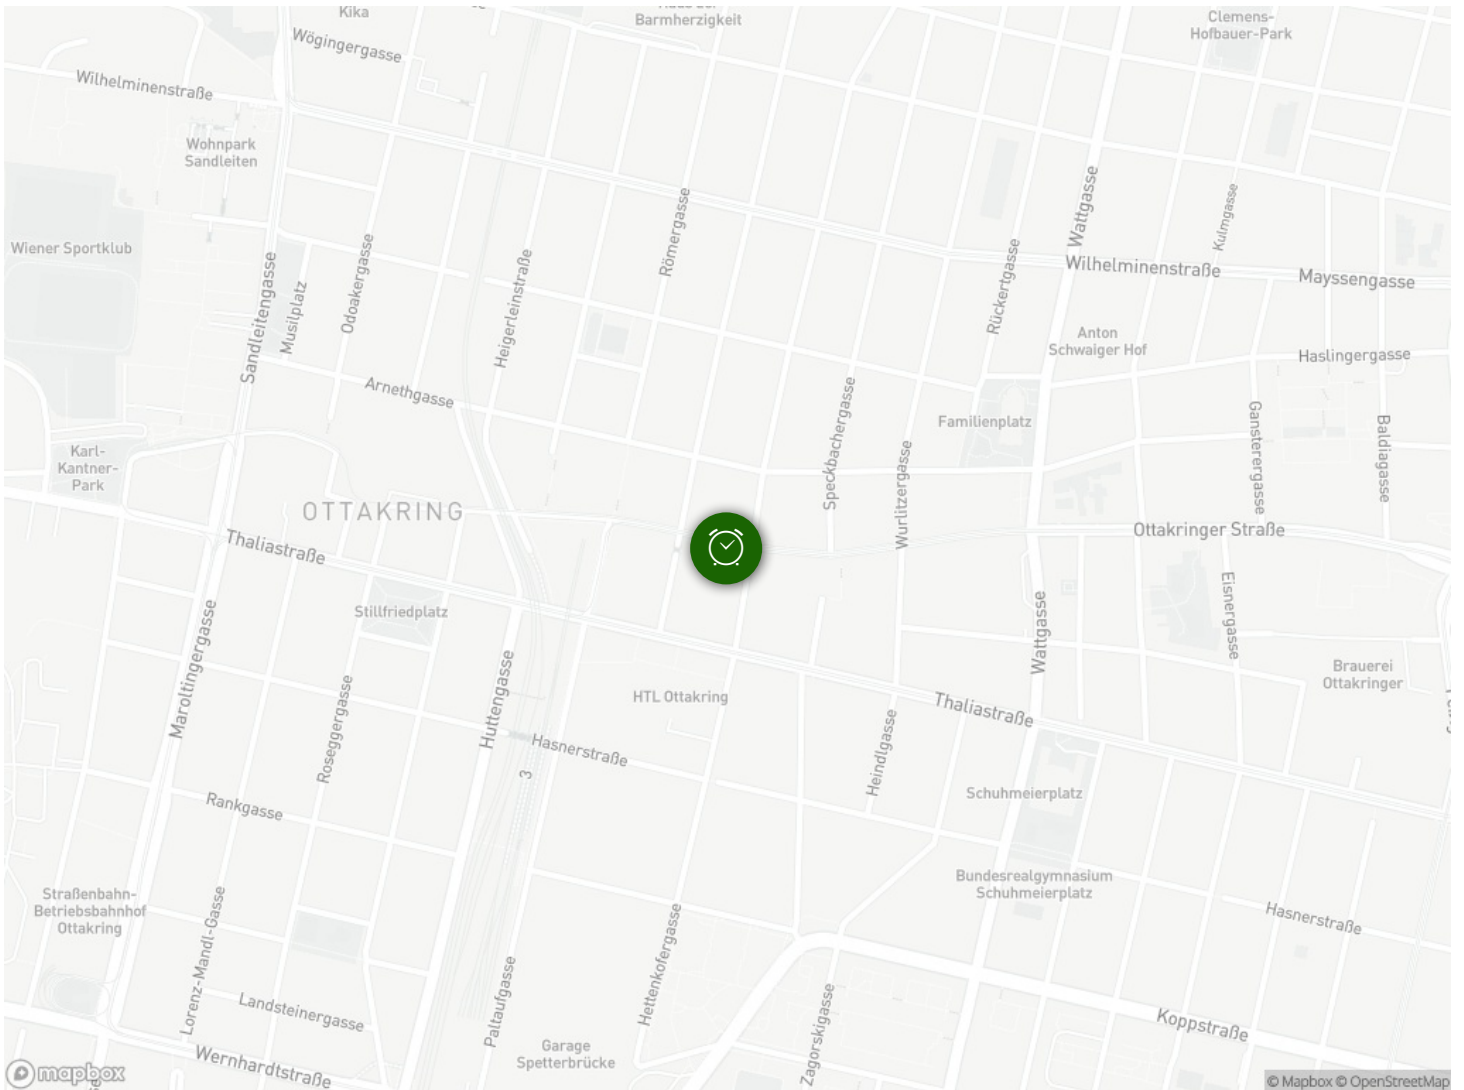 Kika
Barmherzigkeit
Clemens-
Hofbauer-Park
Wögingergasse
Wilhelminenstraße
Wohnpark
Sandleiten
Wiener Sportklub
Sandleitengasse
Musilplatz
Odoakergasse
Heigerleinstraße
Römergasse
Rückertgasse
Wattgasse
Kulmgasse
Wilhelminenstraße
Mayssengasse
Anton
Schwaiger Hof
Haslingergasse
Arnethgasse
Speckbachergasse
Wurlitzergasse
Familienplatz
Gansterergasse
Baldiagasse
Karl-
Kantner-
Park
OTTAKRING
Thaliastraße
Ottakringer Straße
Stillfriedplatz
Maroltingergasse
Roseggergasse
Huttengasse
HTL Ottakring
Wattgasse
Eisnergasse
Brauerei
Ottakringer
Thaliastraße
Hasnerstraße
3
Heindlgasse
Schuhmeierplatz
Rankgasse
Bundesrealgymnasium
Schuhmeierplatz
Straßenbahn-
Betriebsbahnhof
Ottakring
Lorenz-Mandl-Gasse
Hasnerstraße
Hettenkofergasse
Paltaufgasse
Landsteinergasse
Zagorskigasse
Koppstraße
Garage
Spetterbrücke
Wernhardtstraße
mapbox
© Mapbox © OpenStreetMap